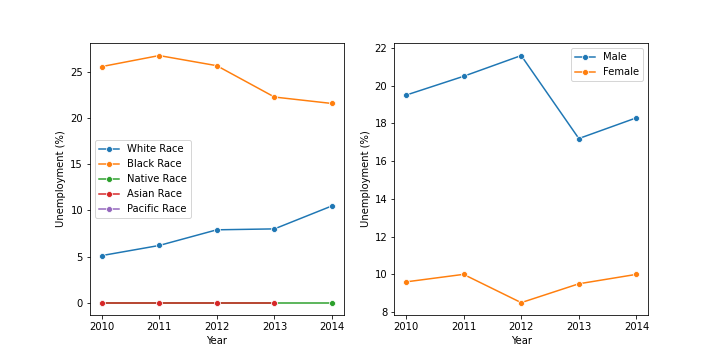 25
20
15
10
5
0
Unemployment (%)
White Race
Black Race
Native Race
Asian Race
Pacific Race
2010 2011 2012 2013 2014
Year
22
20
18
16
14
12
10
8
Unemployment (%)
Male
Female
2010 2011 2012 2013 2014
Year